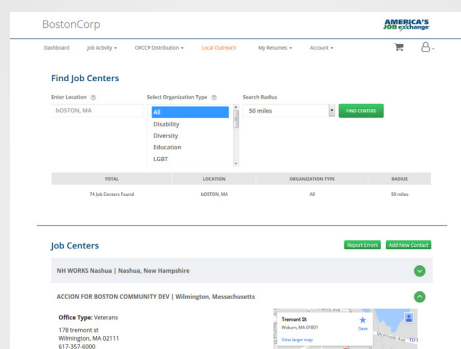 BostonCorp
AMERICA'S
JOB exchange
Dashboard Job Activity OFCCP Distribution Local Outreach My Resumes Account
Find Job Centers
Enter Location Select Organization Type Search Radius
bOSTON, MA
All
Disability
Diversity
Education
LGBT
50 miles
FIND CENTERS
TOTAL LOCATION ORGANIZATION TYPE RADIUS
74 Job Centers Found bOSTON, MA All 50 miles
Job Centers
Report Errors Add New Contact
NH WORKS Nashua | Nashua, New Hampshire
ACCION FOR BOSTON COMMUNITY DEV | Wilmington, Massachusetts
Office Type: Veterans
178 tremont st
Wilmington, MA 02111
617-357-6000
Tremont St
Woburn, MA 01801
Save
View larger map